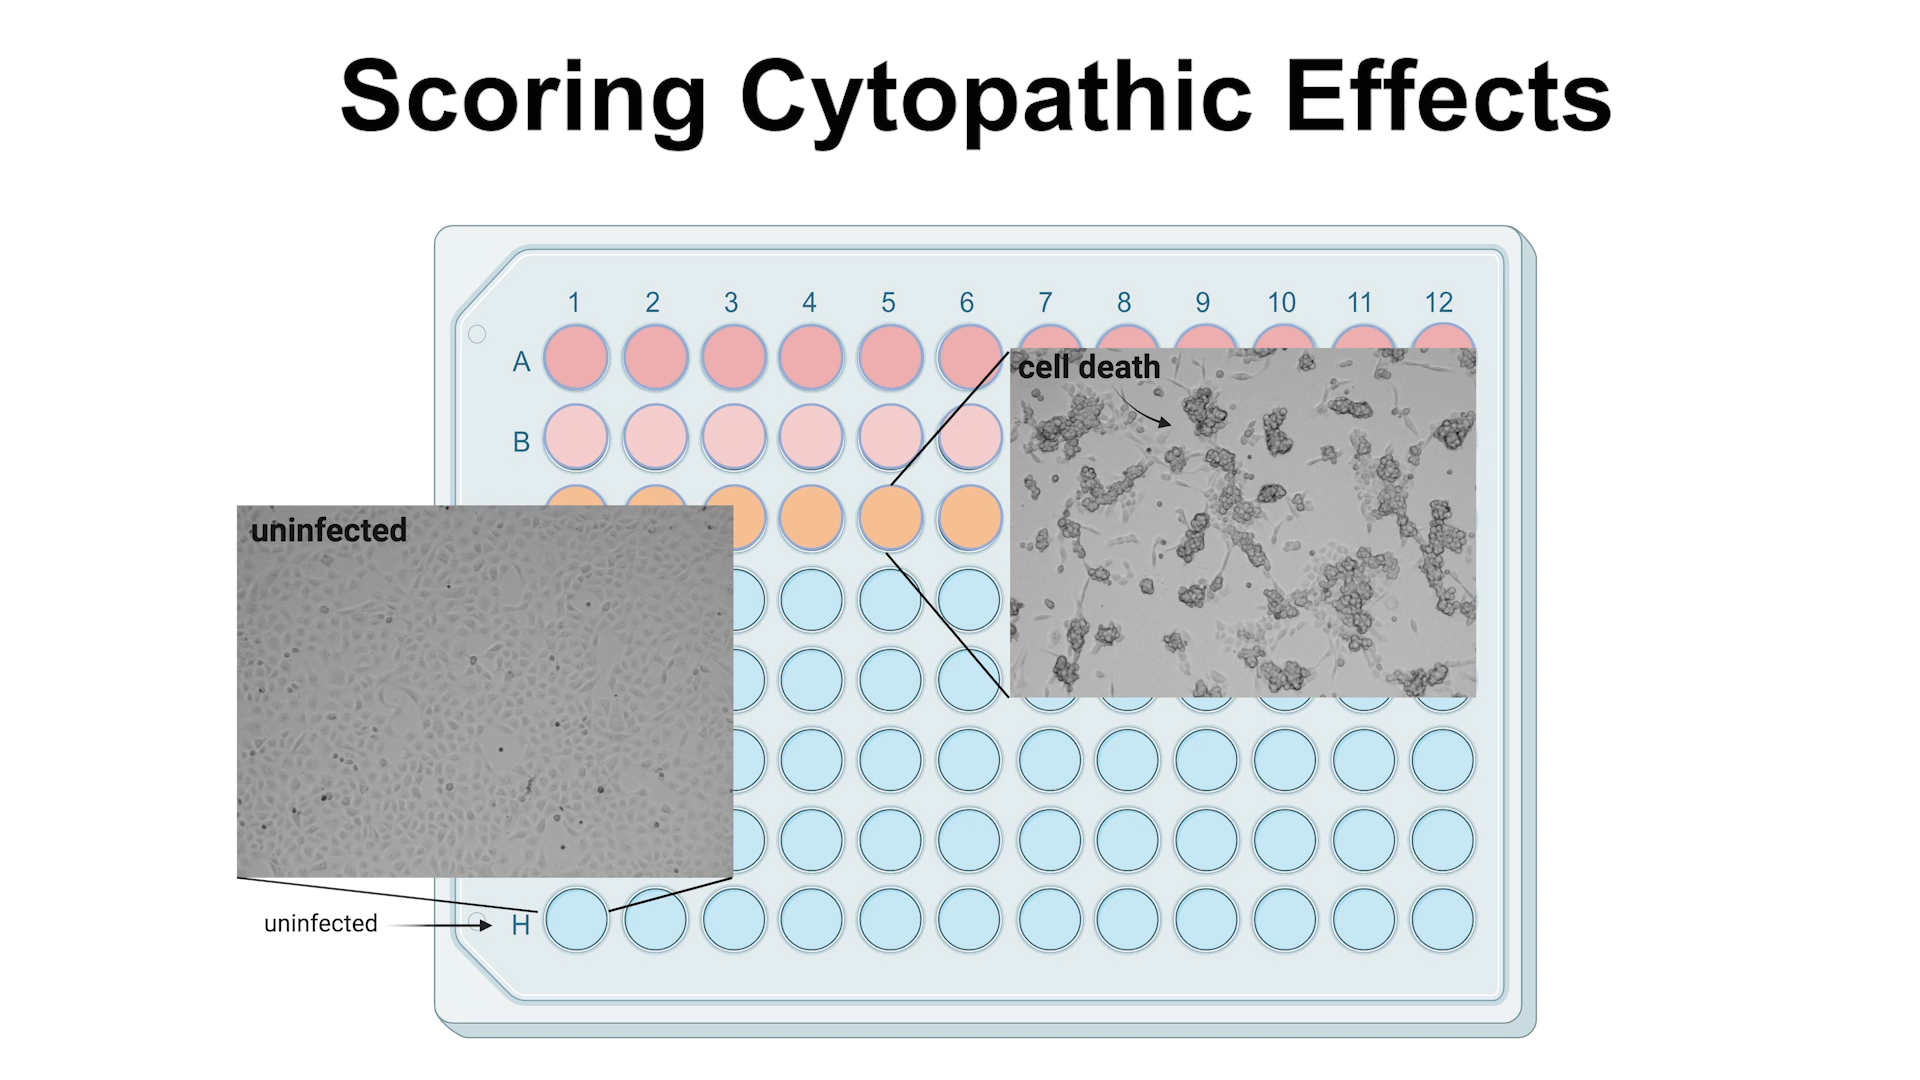 Scoring Cytopathic Effects
1 2 3 4 5 6 7 8 9 10 11 12
A
cell death
B
uninfected
uninfected
H